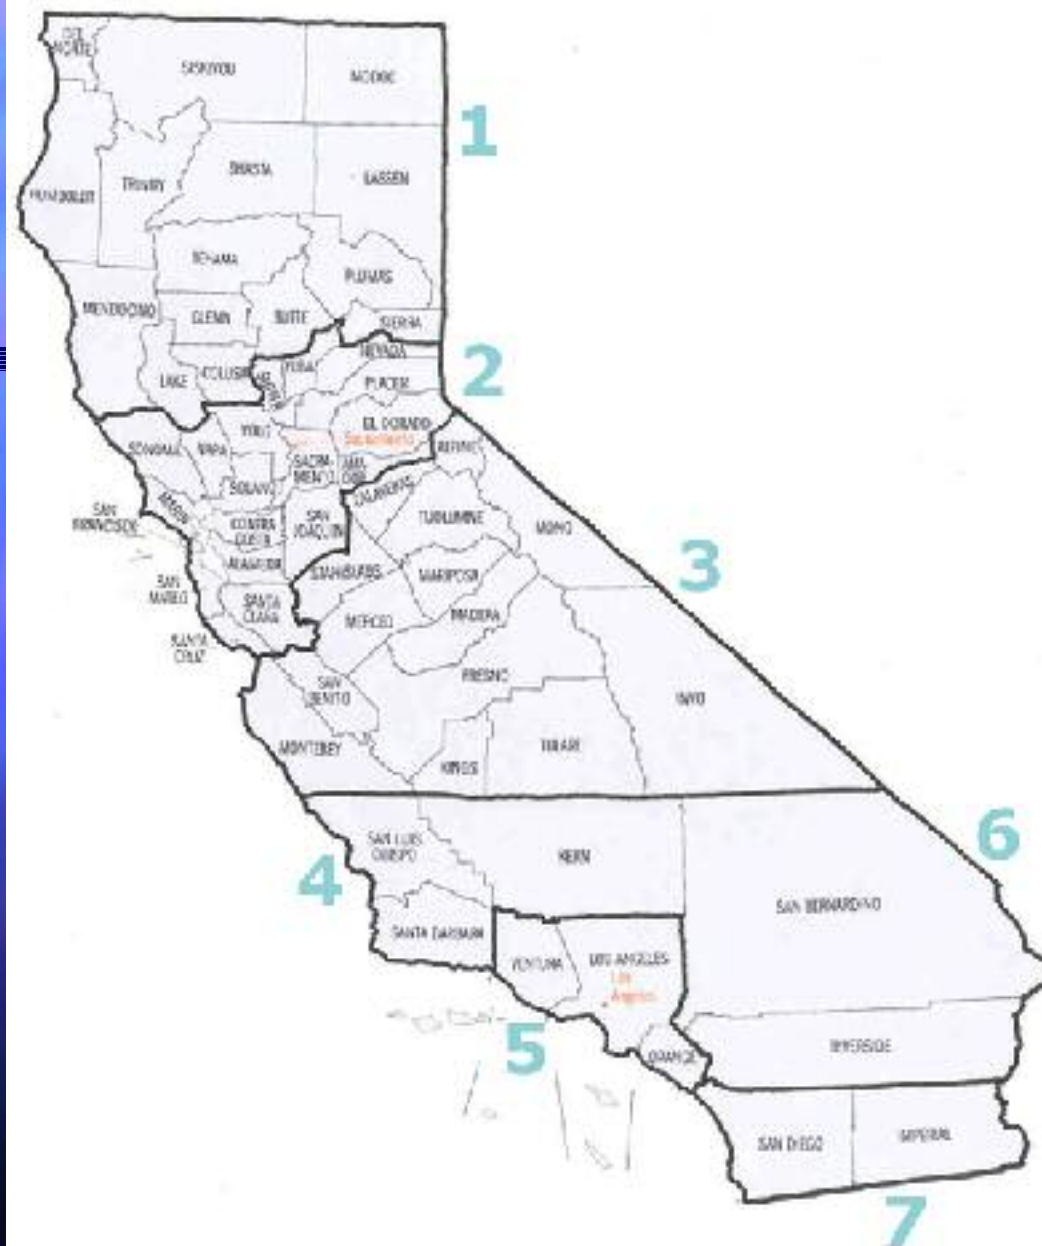 DEL
NORTE
SISKIYOU
MODOC
1
HUMBOLDT
TRINITY
SHASTA
LASSEN
TEHAMA
PLUMAS
MENDOCINO
GLENN
BUTTE
SIERRA
LAKE
COLUSA
YUBA
NEVADA
2
PLACER
SONOMA
NAPA
YOLO
EL DORADO
Sacramento
ALPINE
SACRA-
MENTO
AMA-
DOR
SOLANO
CALAVERAS
MARIN
SAN
FRANCISCO
CONTRA
COSTA
SAN
JOAQUIN
TUOLUMNE
MONO
3
ALAMEDA
STANISLAUS
MARIPOSA
SAN
MATEO
SANTA
CLARA
MERCED
MADERA
SANTA
CRUZ
SAN
BENITO
FRESNO
INYO
MONTEREY
KINGS
TULARE
4
SAN LUIS
OBISPO
KERN
6
SAN BERNARDINO
SANTA BARBARA
VENTURA
LOS ANGELES
Los
Angeles
5
ORANGE
RIVERSIDE
SAN DIEGO
IMPERIAL
7